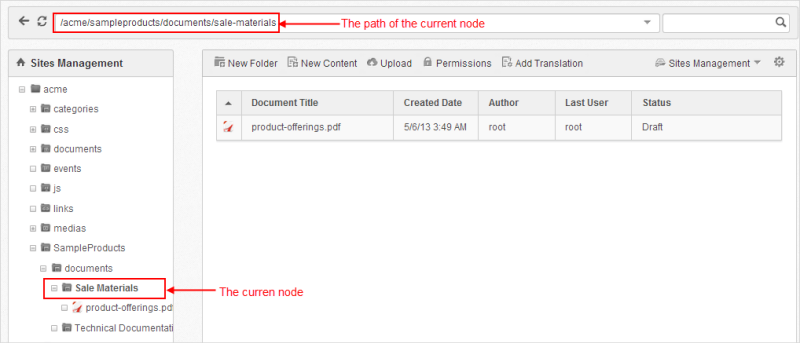 /acme/sampleproducts/documents/sale-materials
The path of the current node
Sites Management
New Folder New Content Upload Permissions Add Translation Sites Management
acme
categories
css
documents
events
js
links
medias
SampleProducts
documents
Sale Materials
product-offerings.pdf
Technical Documentati
Document Title Created Date Author Last User Status
product-offerings.pdf 5/6/13 3:49 AM root root Draft
The curren node